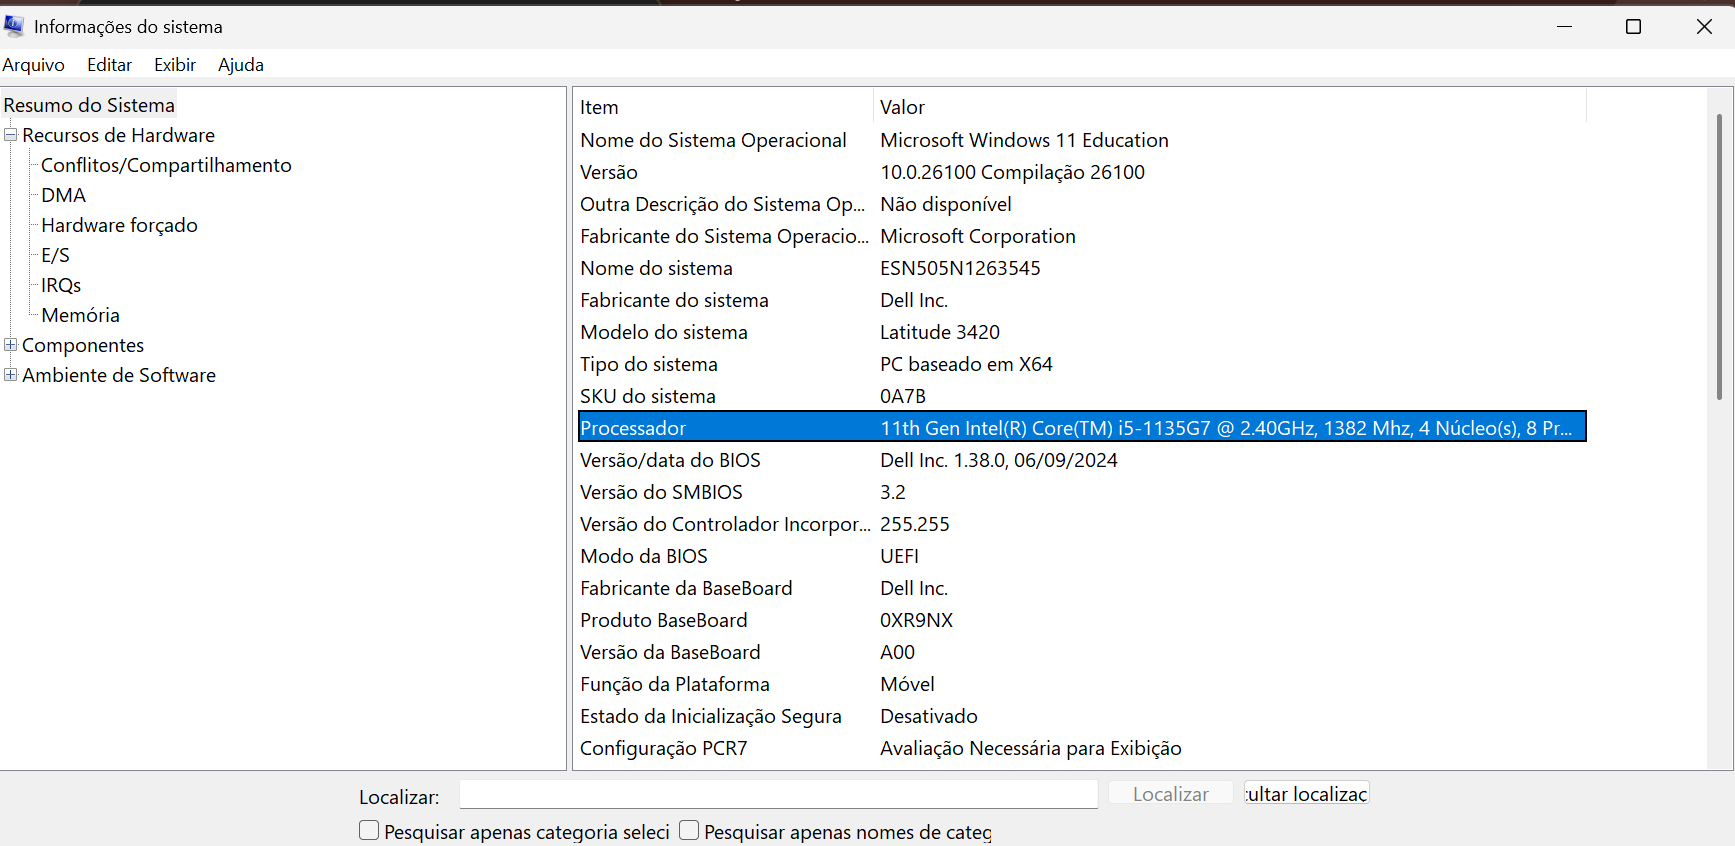 Informações do sistema
Arquivo Editar Exibir Ajuda
Resumo do Sistema
Recursos de Hardware
Conflitos/Compartilhamento
DMA
Hardware forçado
E/S
IRQs
Memória
Componentes
Ambiente de Software
Item Valor
Nome do Sistema Operacional Microsoft Windows 11 Education
Versão 10.0.26100 Compilação 26100
Outra Descrição do Sistema Op... Não disponível
Fabricante do Sistema Operacio... Microsoft Corporation
Nome do sistema ESN505N1263545
Fabricante do sistema Dell Inc.
Modelo do sistema Latitude 3420
Tipo do sistema PC baseado em X64
SKU do sistema 0A7B
Processador 11th Gen Intel(R) Core(TM) i5-1135G7 @ 2.40GHz, 1382 Mhz, 4 Núcleo(s), 8 Pr...
Versão/data do BIOS Dell Inc. 1.38.0, 06/09/2024
Versão do SMBIOS 3.2
Versão do Controlador Incorpor... 255.255
Modo da BIOS UEFI
Fabricante da BaseBoard Dell Inc.
Produto BaseBoard 0XR9NX
Versão da BaseBoard A00
Função da Plataforma Móvel
Estado da Inicialização Segura Desativado
Configuração PCR7 Avaliação Necessária para Exibição
Localizar: Localizar ultar localizaç
Pesquisar apenas categoria seleci Pesquisar apenas nomes de categ